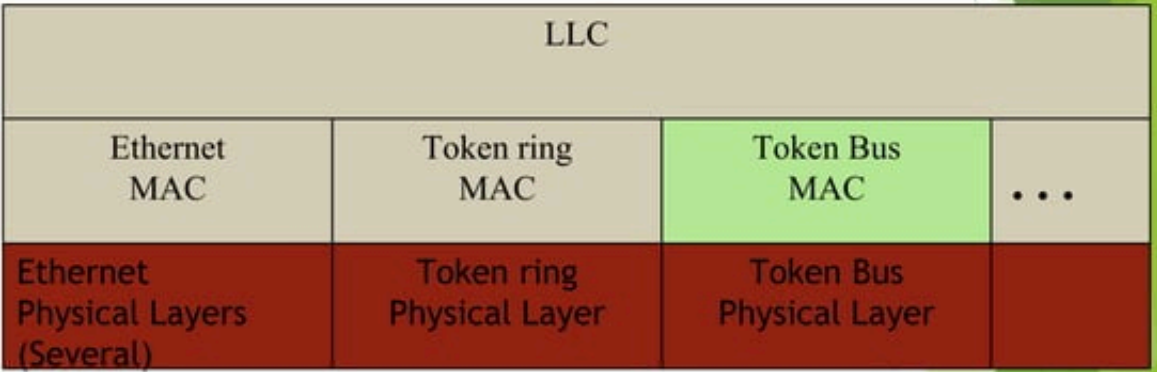 LLC
Ethernet
MAC
Token ring
MAC
Token Bus
MAC
...
Ethernet
Physical Layers
(Several)
Token ring
Physical Layer
Token Bus
Physical Layer